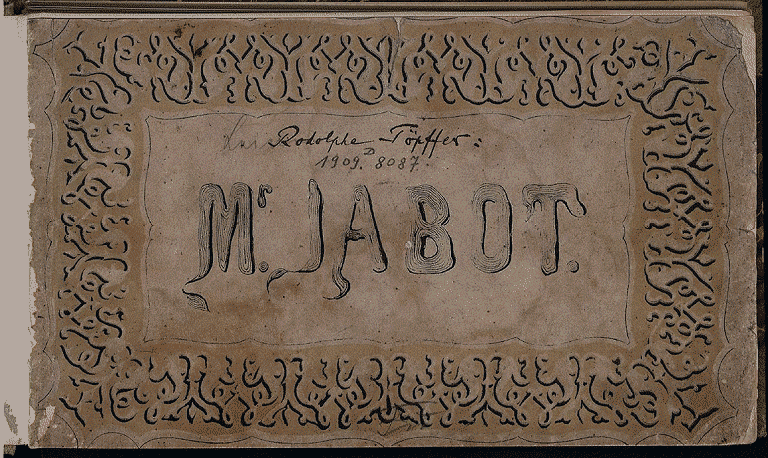 Rodolphe Töpffer:
1909. D 8087.
Mr. JABOT.